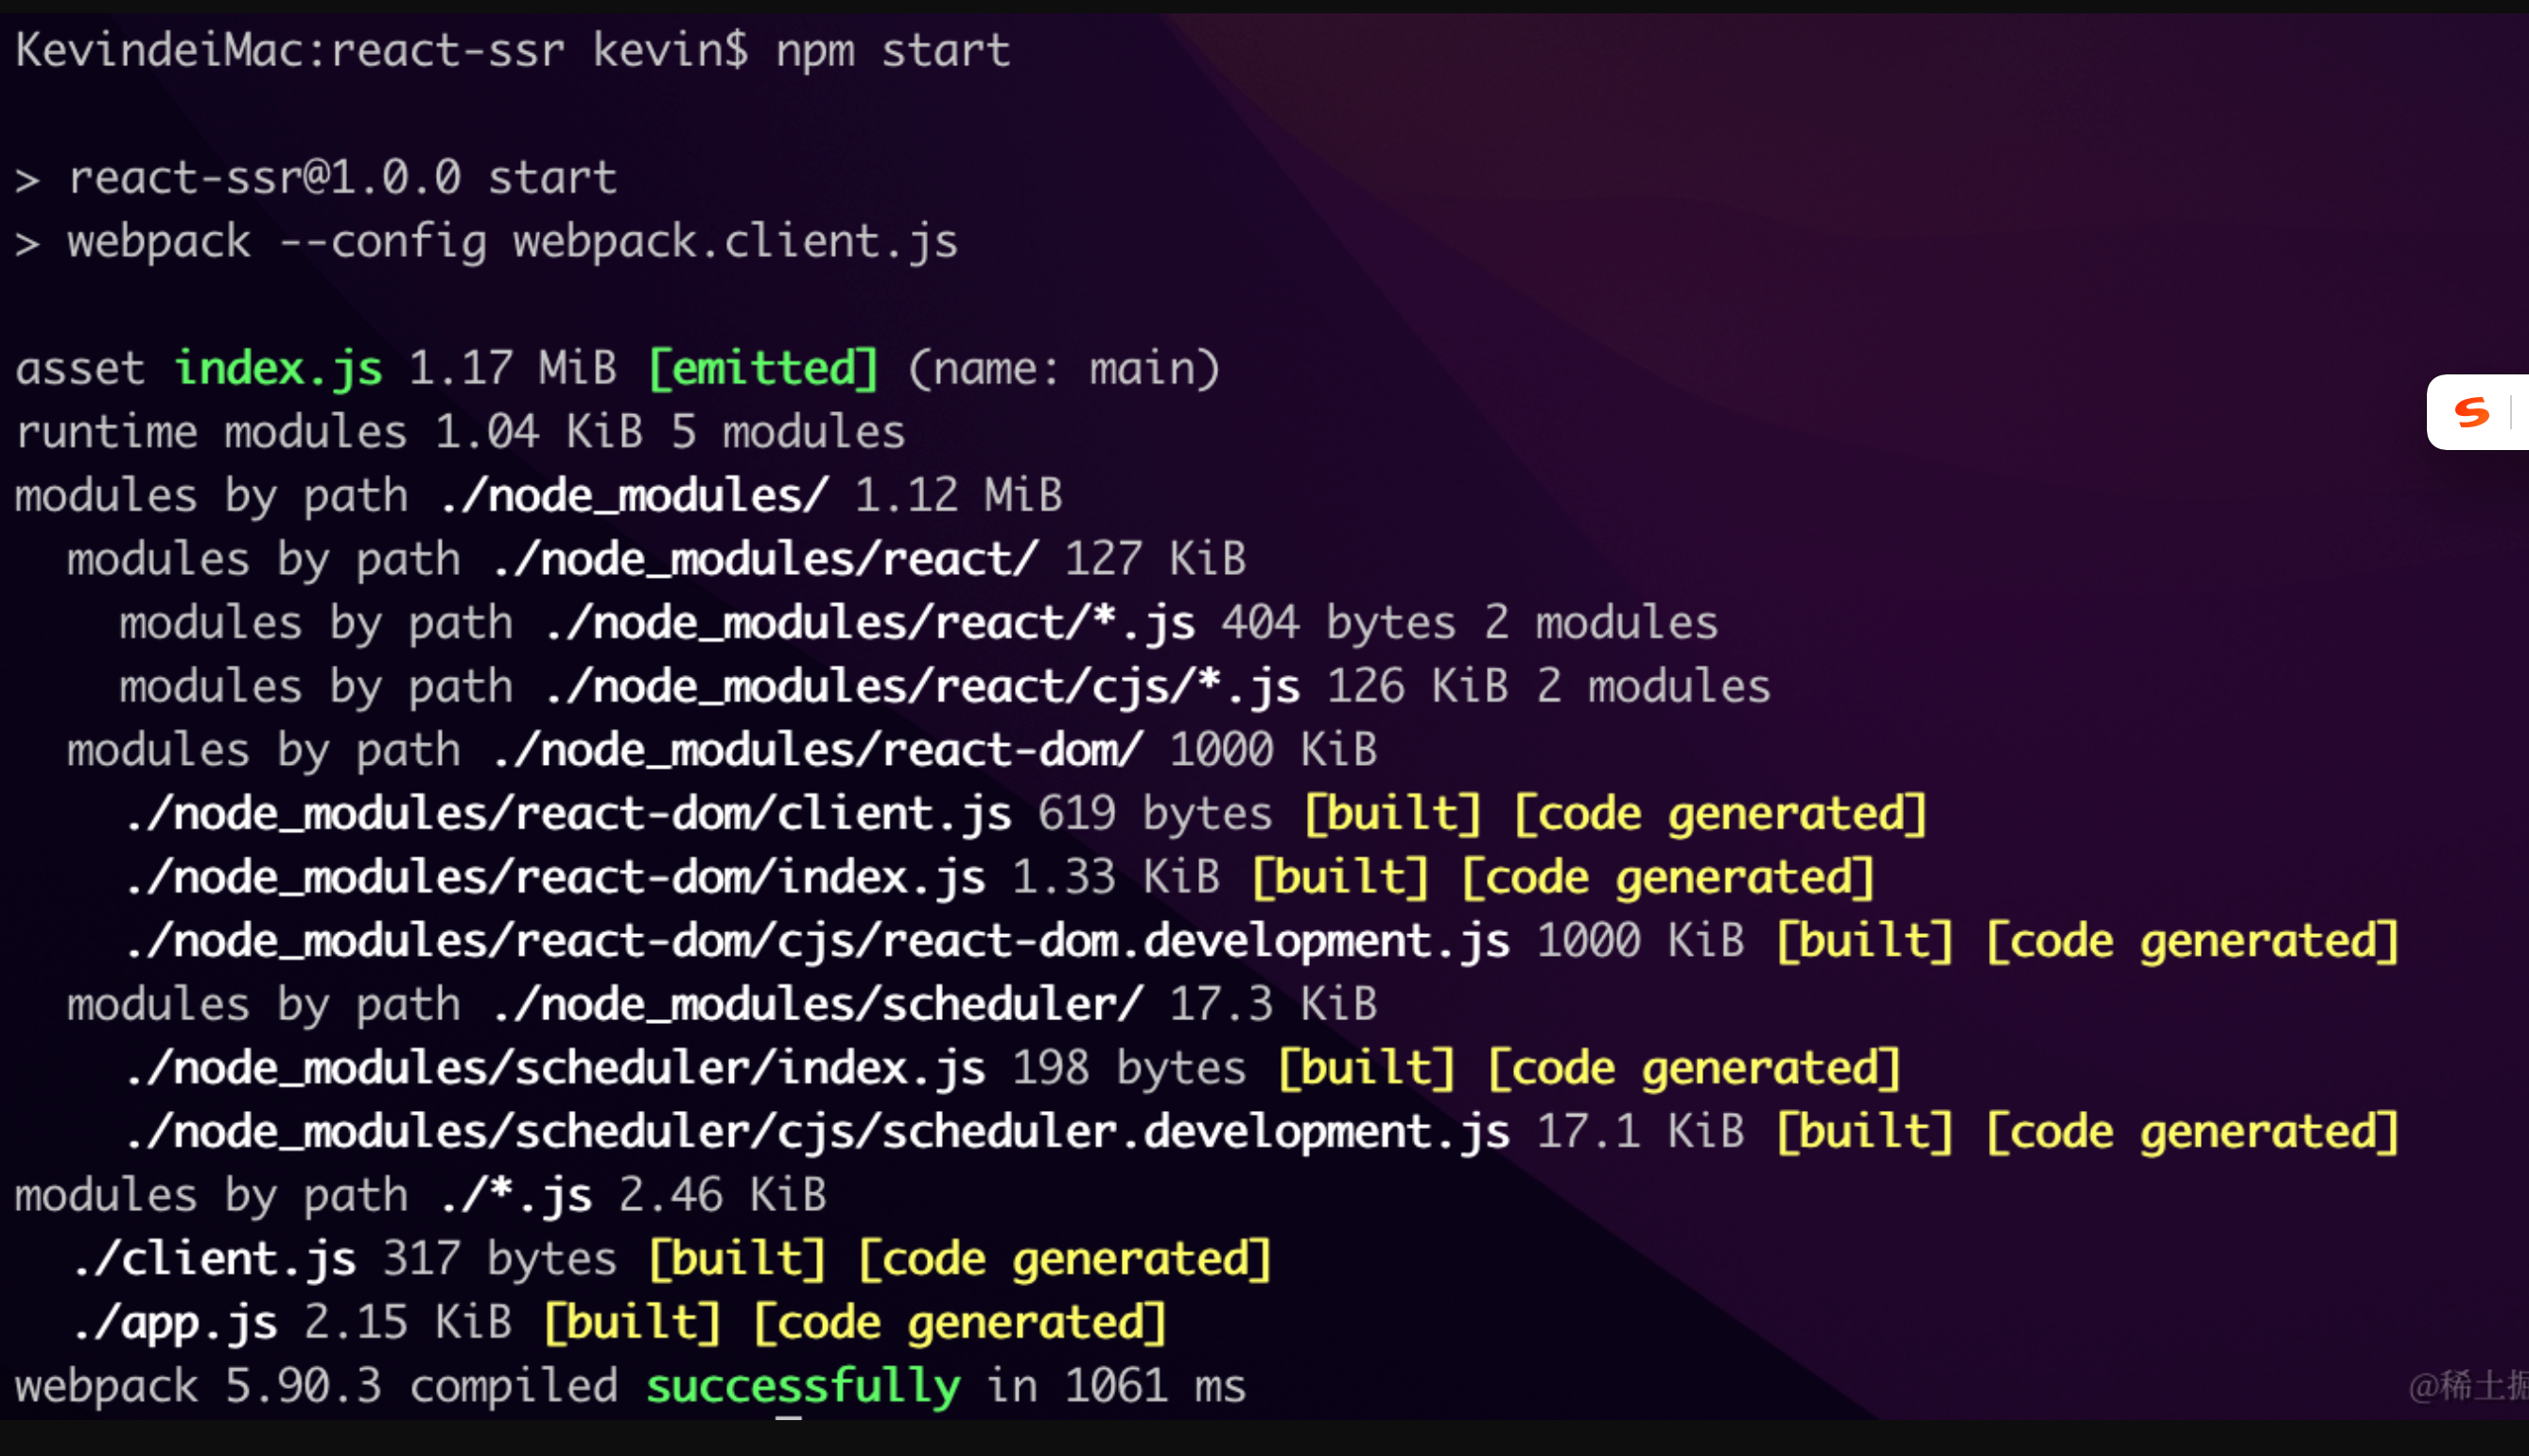 KevindeiMac:react-ssr kevin$ npm start
> react-ssr@1.0.0 start
> webpack --config webpack.client.js
asset index.js 1.17 MiB [emitted] (name: main)
runtime modules 1.04 KiB 5 modules
modules by path ./node_modules/ 1.12 MiB
  modules by path ./node_modules/react/ 127 KiB
    modules by path ./node_modules/react/*.js 404 bytes 2 modules
    modules by path ./node_modules/react/cjs/*.js 126 KiB 2 modules
  modules by path ./node_modules/react-dom/ 1000 KiB
    ./node_modules/react-dom/client.js 619 bytes [built] [code generated]
    ./node_modules/react-dom/index.js 1.33 KiB [built] [code generated]
    ./node_modules/react-dom/cjs/react-dom.development.js 1000 KiB [built] [code generated]
  modules by path ./node_modules/scheduler/ 17.3 KiB
    ./node_modules/scheduler/index.js 198 bytes [built] [code generated]
    ./node_modules/scheduler/cjs/scheduler.development.js 17.1 KiB [built] [code generated]
modules by path ./*.js 2.46 KiB
  ./client.js 317 bytes [built] [code generated]
  ./app.js 2.15 KiB [built] [code generated]
webpack 5.90.3 compiled successfully in 1061 ms
@稀土掘